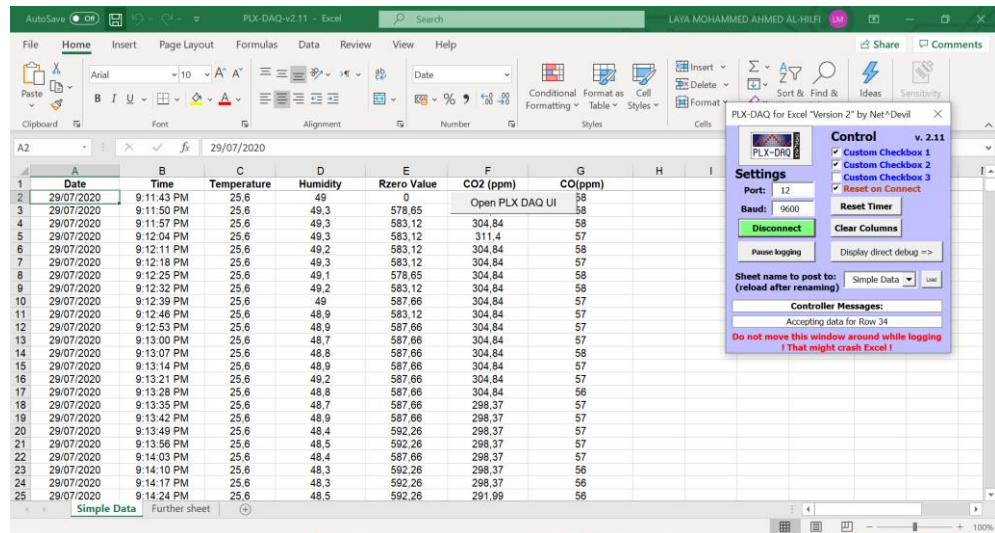 AutoSave Off PLX-DAQ-v2.11 - Excel Search LAYA MOHAMMED AHMED AL-HILFI LM
File Home Insert Page Layout Formulas Data Review View Help Share Comments
Arial 10 Date Insert
Paste Conditional Format as Cell Delete Sort & Find & Ideas Sensitivity
B I U Formatting Table Styles Format
Clipboard Font Alignment Number Styles Cells
A2 fx 29/07/2020
A B C D E F G H I
1 Date Time Temperature Humidity Rzero Value CO2 (ppm) CO(ppm)
2 29/07/2020 9:11:43 PM 25,6 49 0 58
Open PLX DAQ UI
3 29/07/2020 9:11:50 PM 25,6 49,3 578,65 58
4 29/07/2020 9:11:57 PM 25,6 49,3 583,12 304,84 58
5 29/07/2020 9:12:04 PM 25,6 49,3 583,12 311,4 57
6 29/07/2020 9:12:11 PM 25,6 49,2 583,12 304,84 58
7 29/07/2020 9:12:18 PM 25,6 49,3 583,12 304,84 57
8 29/07/2020 9:12:25 PM 25,6 49,1 578,65 304,84 58
9 29/07/2020 9:12:32 PM 25,6 49,2 583,12 304,84 58
10 29/07/2020 9:12:39 PM 25,6 49 587,66 304,84 57
11 29/07/2020 9:12:46 PM 25,6 48,9 583,12 304,84 57
12 29/07/2020 9:12:53 PM 25,6 48,9 587,66 304,84 57
13 29/07/2020 9:13:00 PM 25,6 48,7 587,66 304,84 57
14 29/07/2020 9:13:07 PM 25,6 48,8 587,66 304,84 58
15 29/07/2020 9:13:14 PM 25,6 48,9 587,66 304,84 57
16 29/07/2020 9:13:21 PM 25,6 49,2 587,66 304,84 57
17 29/07/2020 9:13:28 PM 25,6 48,8 587,66 304,84 56
18 29/07/2020 9:13:35 PM 25,6 48,7 587,66 298,37 57
19 29/07/2020 9:13:42 PM 25,6 48,9 587,66 298,37 57
20 29/07/2020 9:13:49 PM 25,6 48,4 592,26 298,37 57
21 29/07/2020 9:13:56 PM 25,6 48,5 592,26 298,37 57
22 29/07/2020 9:14:03 PM 25,6 48,4 587,66 298,37 57
23 29/07/2020 9:14:10 PM 25,6 48,3 592,26 298,37 56
24 29/07/2020 9:14:17 PM 25,6 48,3 592,26 298,37 56
25 29/07/2020 9:14:24 PM 25,6 48,5 592,26 291,99 56
Simple Data Further sheet
100%
PLX-DAQ for Excel "Version 2" by Net^Devil
PLX-DAQ
Control v. 2.11
Custom Checkbox 1
Custom Checkbox 2
Custom Checkbox 3
Reset on Connect
Settings
Port: 12
Baud: 9600
Reset Timer
Disconnect Clear Columns
Pause logging Display direct debug =>
Sheet name to post to:
(reload after renaming) Simple Data Load
Controller Messages:
Accepting data for Row 34
Do not move this window around while logging
! That might crash Excel !